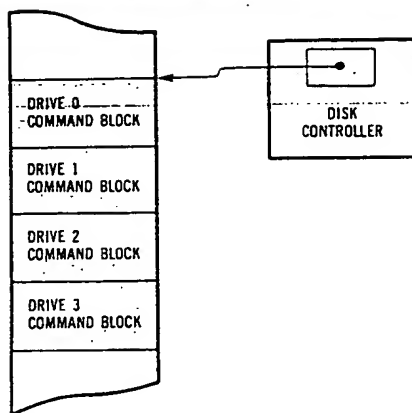 DRIVE 0
COMMAND BLOCK
DRIVE 1
COMMAND BLOCK
DRIVE 2
COMMAND BLOCK
DRIVE 3
COMMAND BLOCK
DISK
CONTROLLER